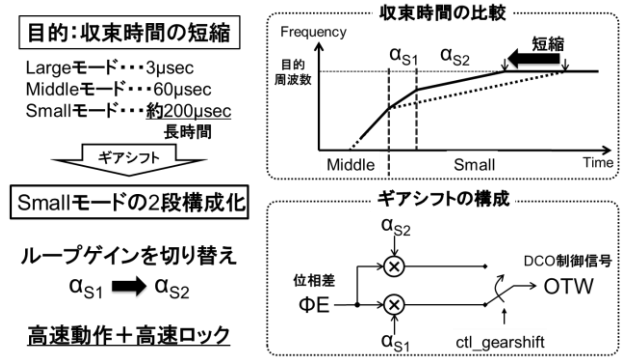 目的：収束時間の短縮
Largeモード･･･3μsec
Middleモード･･･60μsec
Smallモード･･･約200μsec
長時間
ギアシフト
Smallモードの2段構成化
ループゲインを切り替え
αS1 αS2
高速動作＋高速ロック
収束時間の比較
Frequency
αS1 αS2 短縮
目的
周波数
Middle Small Time
ギアシフトの構成
αS2
位相差
ΦE
αS1
DCO制御信号
OTW
ctl_gearshift